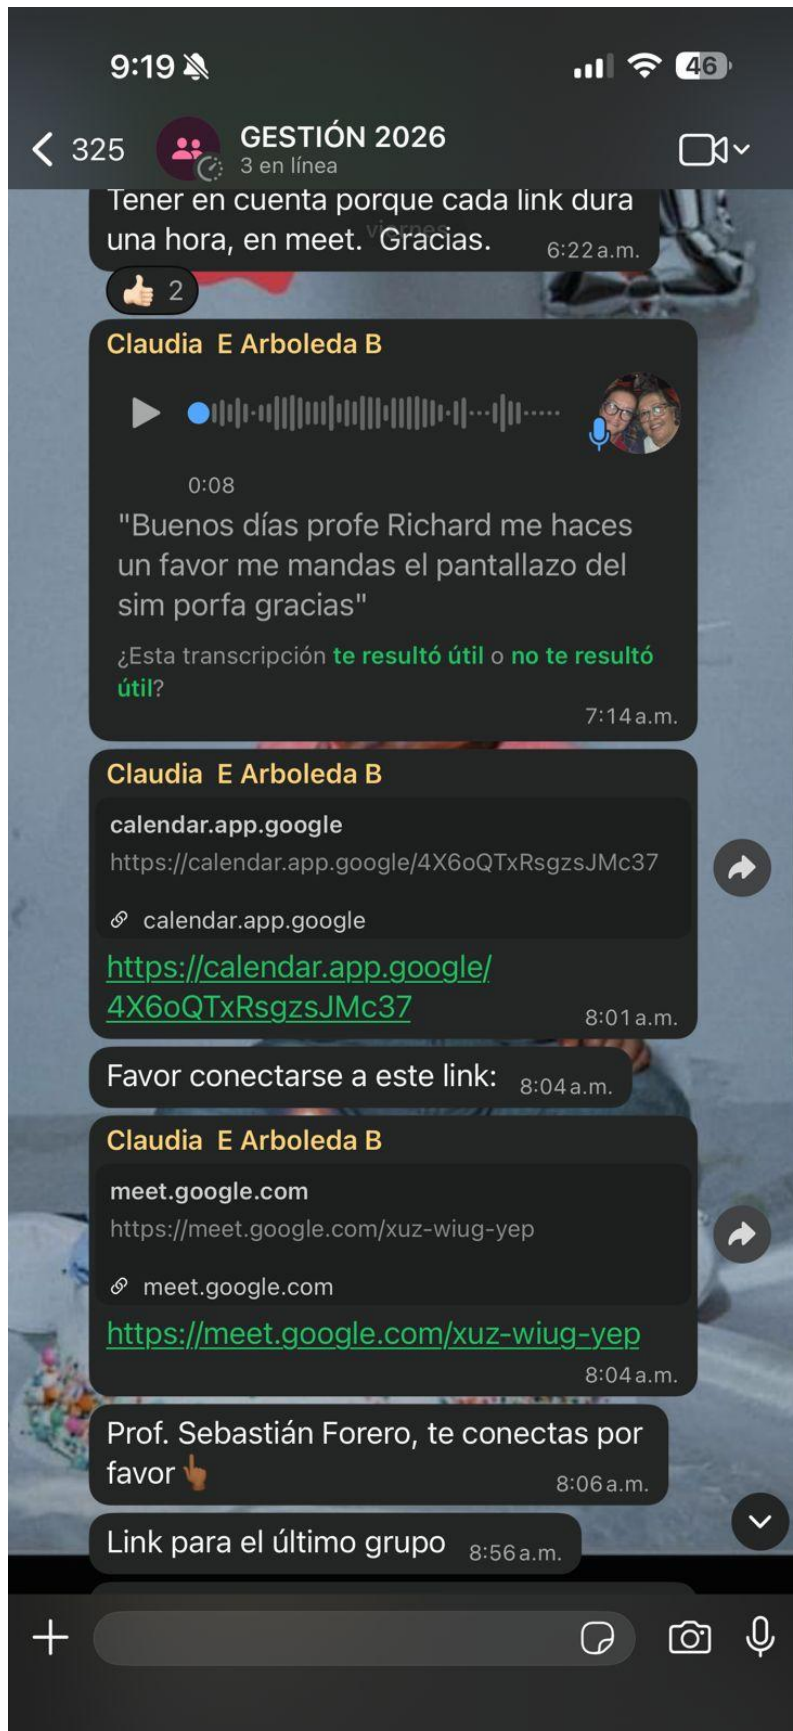 9:19
46
325
GESTIÓN 2026
3 en línea
Tener en cuenta porque cada link dura
una hora, en meet.  Gracias.
viernes
6:22 a.m.
2
Claudia  E Arboleda B
0:08
"Buenos días profe Richard me haces
un favor me mandas el pantallazo del
sim porfa gracias"
¿Esta transcripción te resultó útil o no te resultó
útil?
7:14 a.m.
Claudia  E Arboleda B
calendar.app.google
https://calendar.app.google/4X6oQTxRsgzsJMc37
calendar.app.google
https://calendar.app.google/
4X6oQTxRsgzsJMc37
8:01 a.m.
Favor conectarse a este link: 8:04 a.m.
Claudia  E Arboleda B
meet.google.com
https://meet.google.com/xuz-wiug-yep
meet.google.com
https://meet.google.com/xuz-wiug-yep
8:04 a.m.
Prof. Sebastián Forero, te conectas por
favor👆🏾
8:06 a.m.
Link para el último grupo 8:56 a.m.